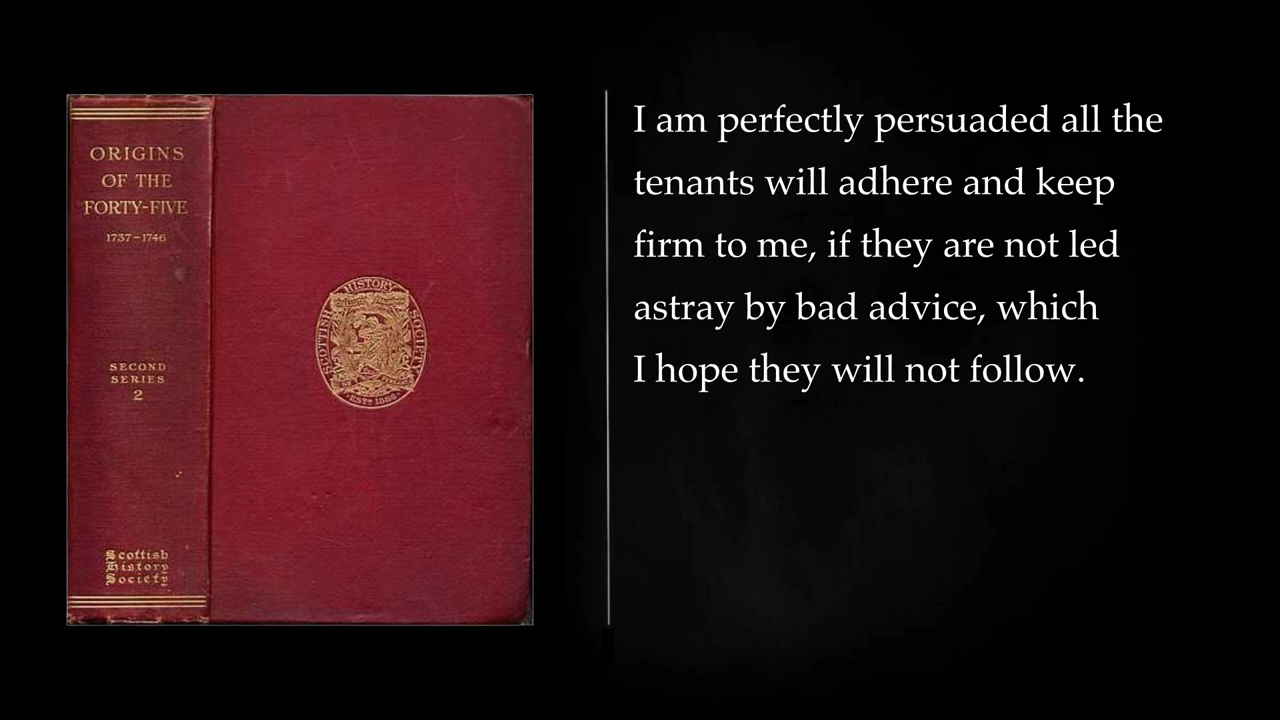 ORIGINS
OF THE
FORTY-FIVE
1737-1746
SECOND
SERIES
2
Scottish
History
Society
SCOTTISH HISTORY SOCIETY
·ESTD 1886·
I am perfectly persuaded all the
tenants will adhere and keep
firm to me, if they are not led
astray by bad advice, which
I hope they will not follow.